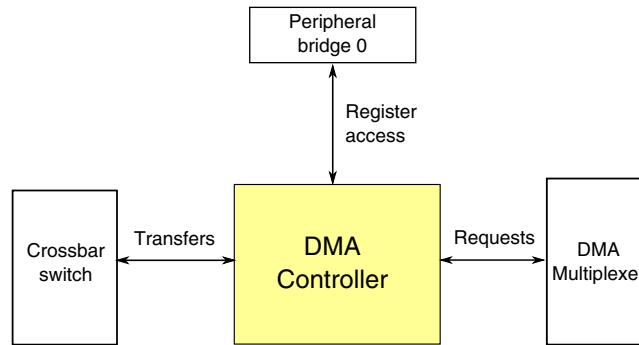 Peripheral
bridge 0
Register
access
Crossbar
switch
Transfers
DMA
Controller
Requests
DMA
Multiplexe